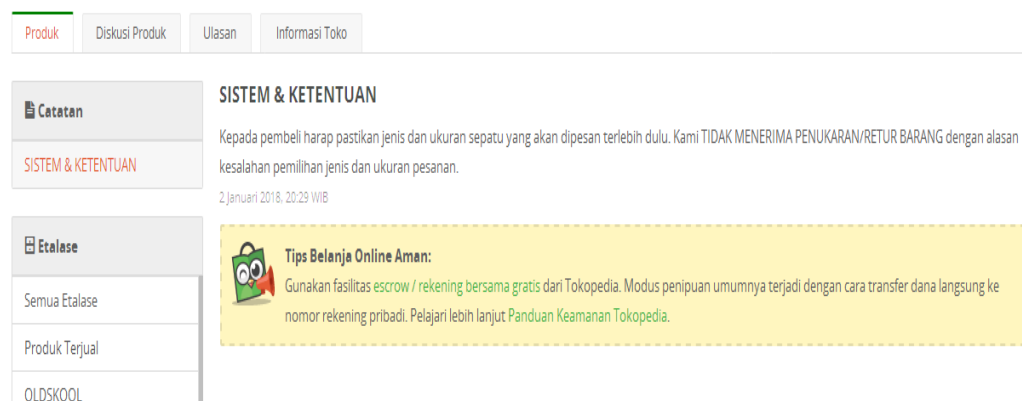 Produk
Diskusi Produk
Ulasan
Informasi Toko
Catatan
SISTEM & KETENTUAN
Etalase
Semua Etalase
Produk Terjual
OLDSKOOL
SISTEM & KETENTUAN
Kepada pembeli harap pastikan jenis dan ukuran sepatu yang akan dipesan terlebih dulu. Kami TIDAK MENERIMA PENUKARAN/RETUR BARANG dengan alasan
kesalahan pemilihan jenis dan ukuran pesanan.
2 Januari 2018, 20:29 WIB
Tips Belanja Online Aman:
Gunakan fasilitas escrow / rekening bersama gratis dari Tokopedia. Modus penipuan umumnya terjadi dengan cara transfer dana langsung ke
nomor rekening pribadi. Pelajari lebih lanjut Panduan Keamanan Tokopedia.